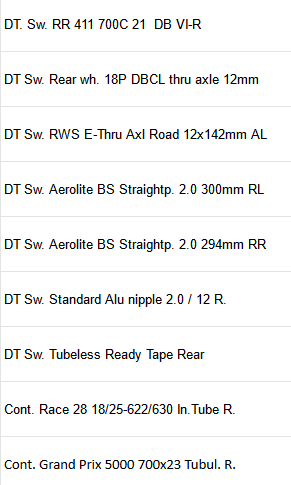 DT. Sw. RR 411 700C 21  DB VI-R
DT Sw. Rear wh. 18P DBCL thru axle 12mm
DT Sw. RWS E-Thru Axl Road 12x142mm AL
DT Sw. Aerolite BS Straightp. 2.0 300mm RL
DT Sw. Aerolite BS Straightp. 2.0 294mm RR
DT Sw. Standard Alu nipple 2.0 / 12 R.
DT Sw. Tubeless Ready Tape Rear
Cont. Race 28 18/25-622/630 In.Tube R.
Cont. Grand Prix 5000 700x23 Tubul. R.